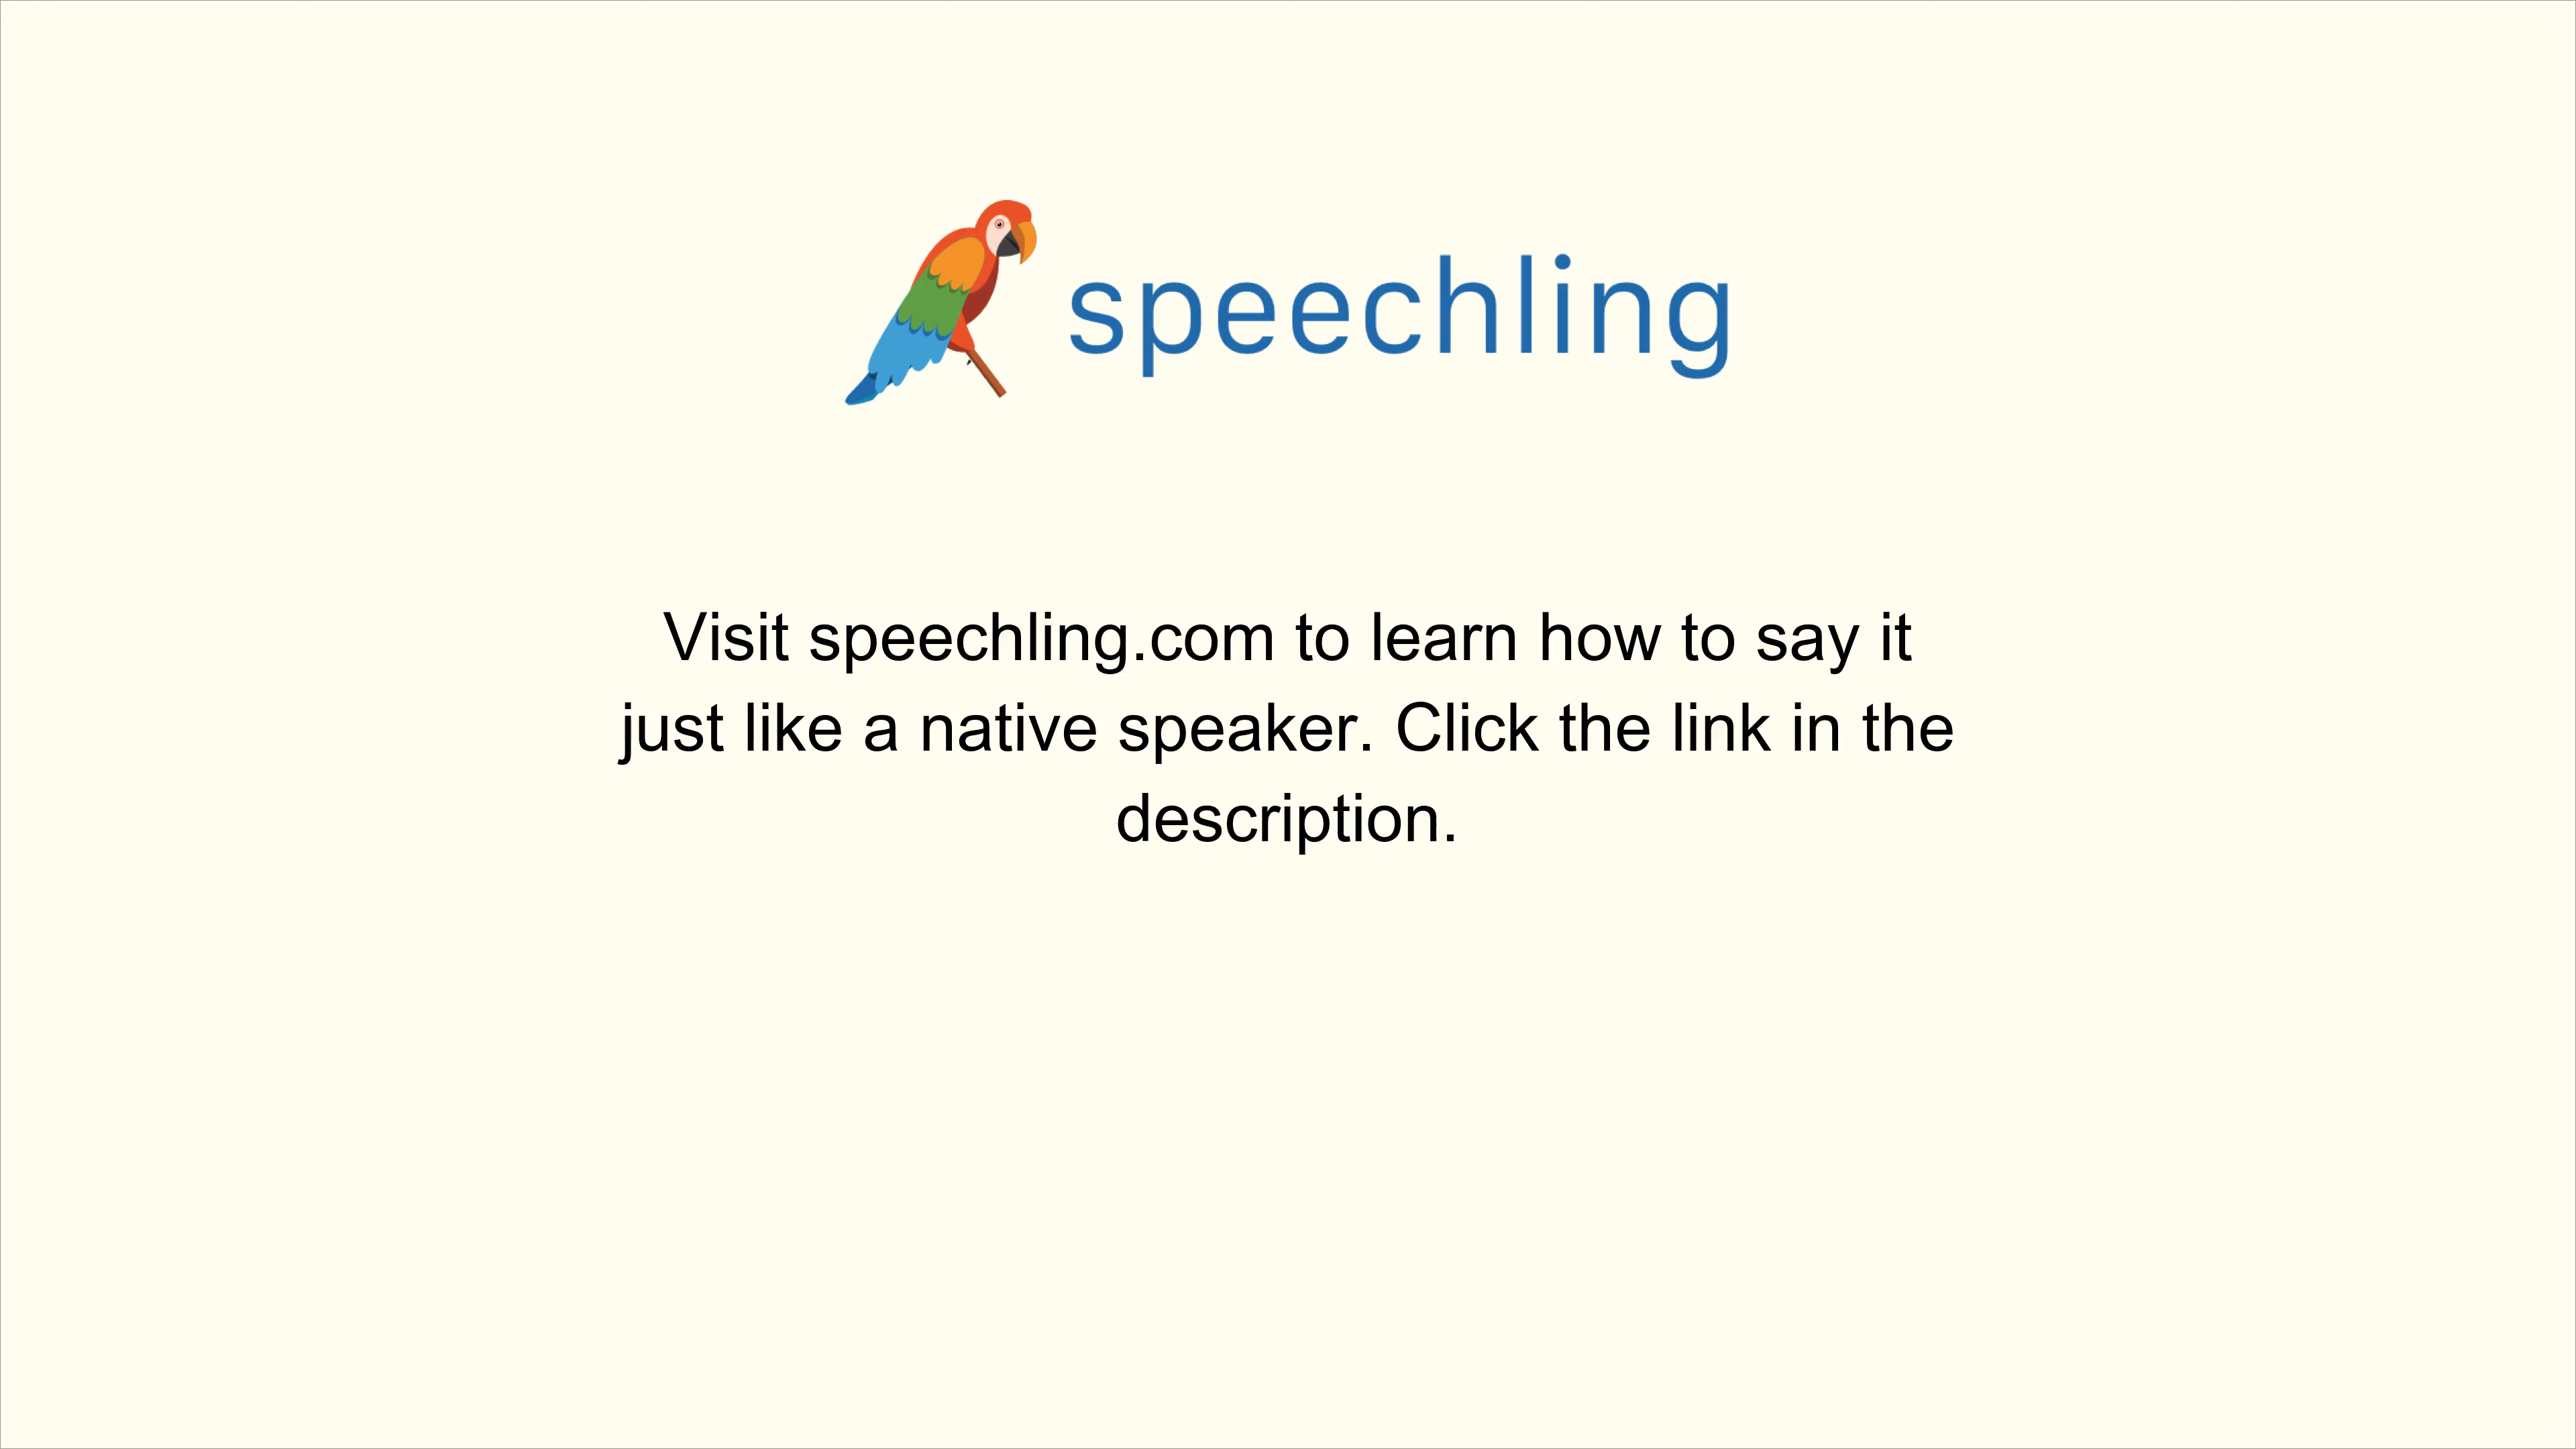 speechling
Visit speechling.com to learn how to say it
just like a native speaker. Click the link in the
description.